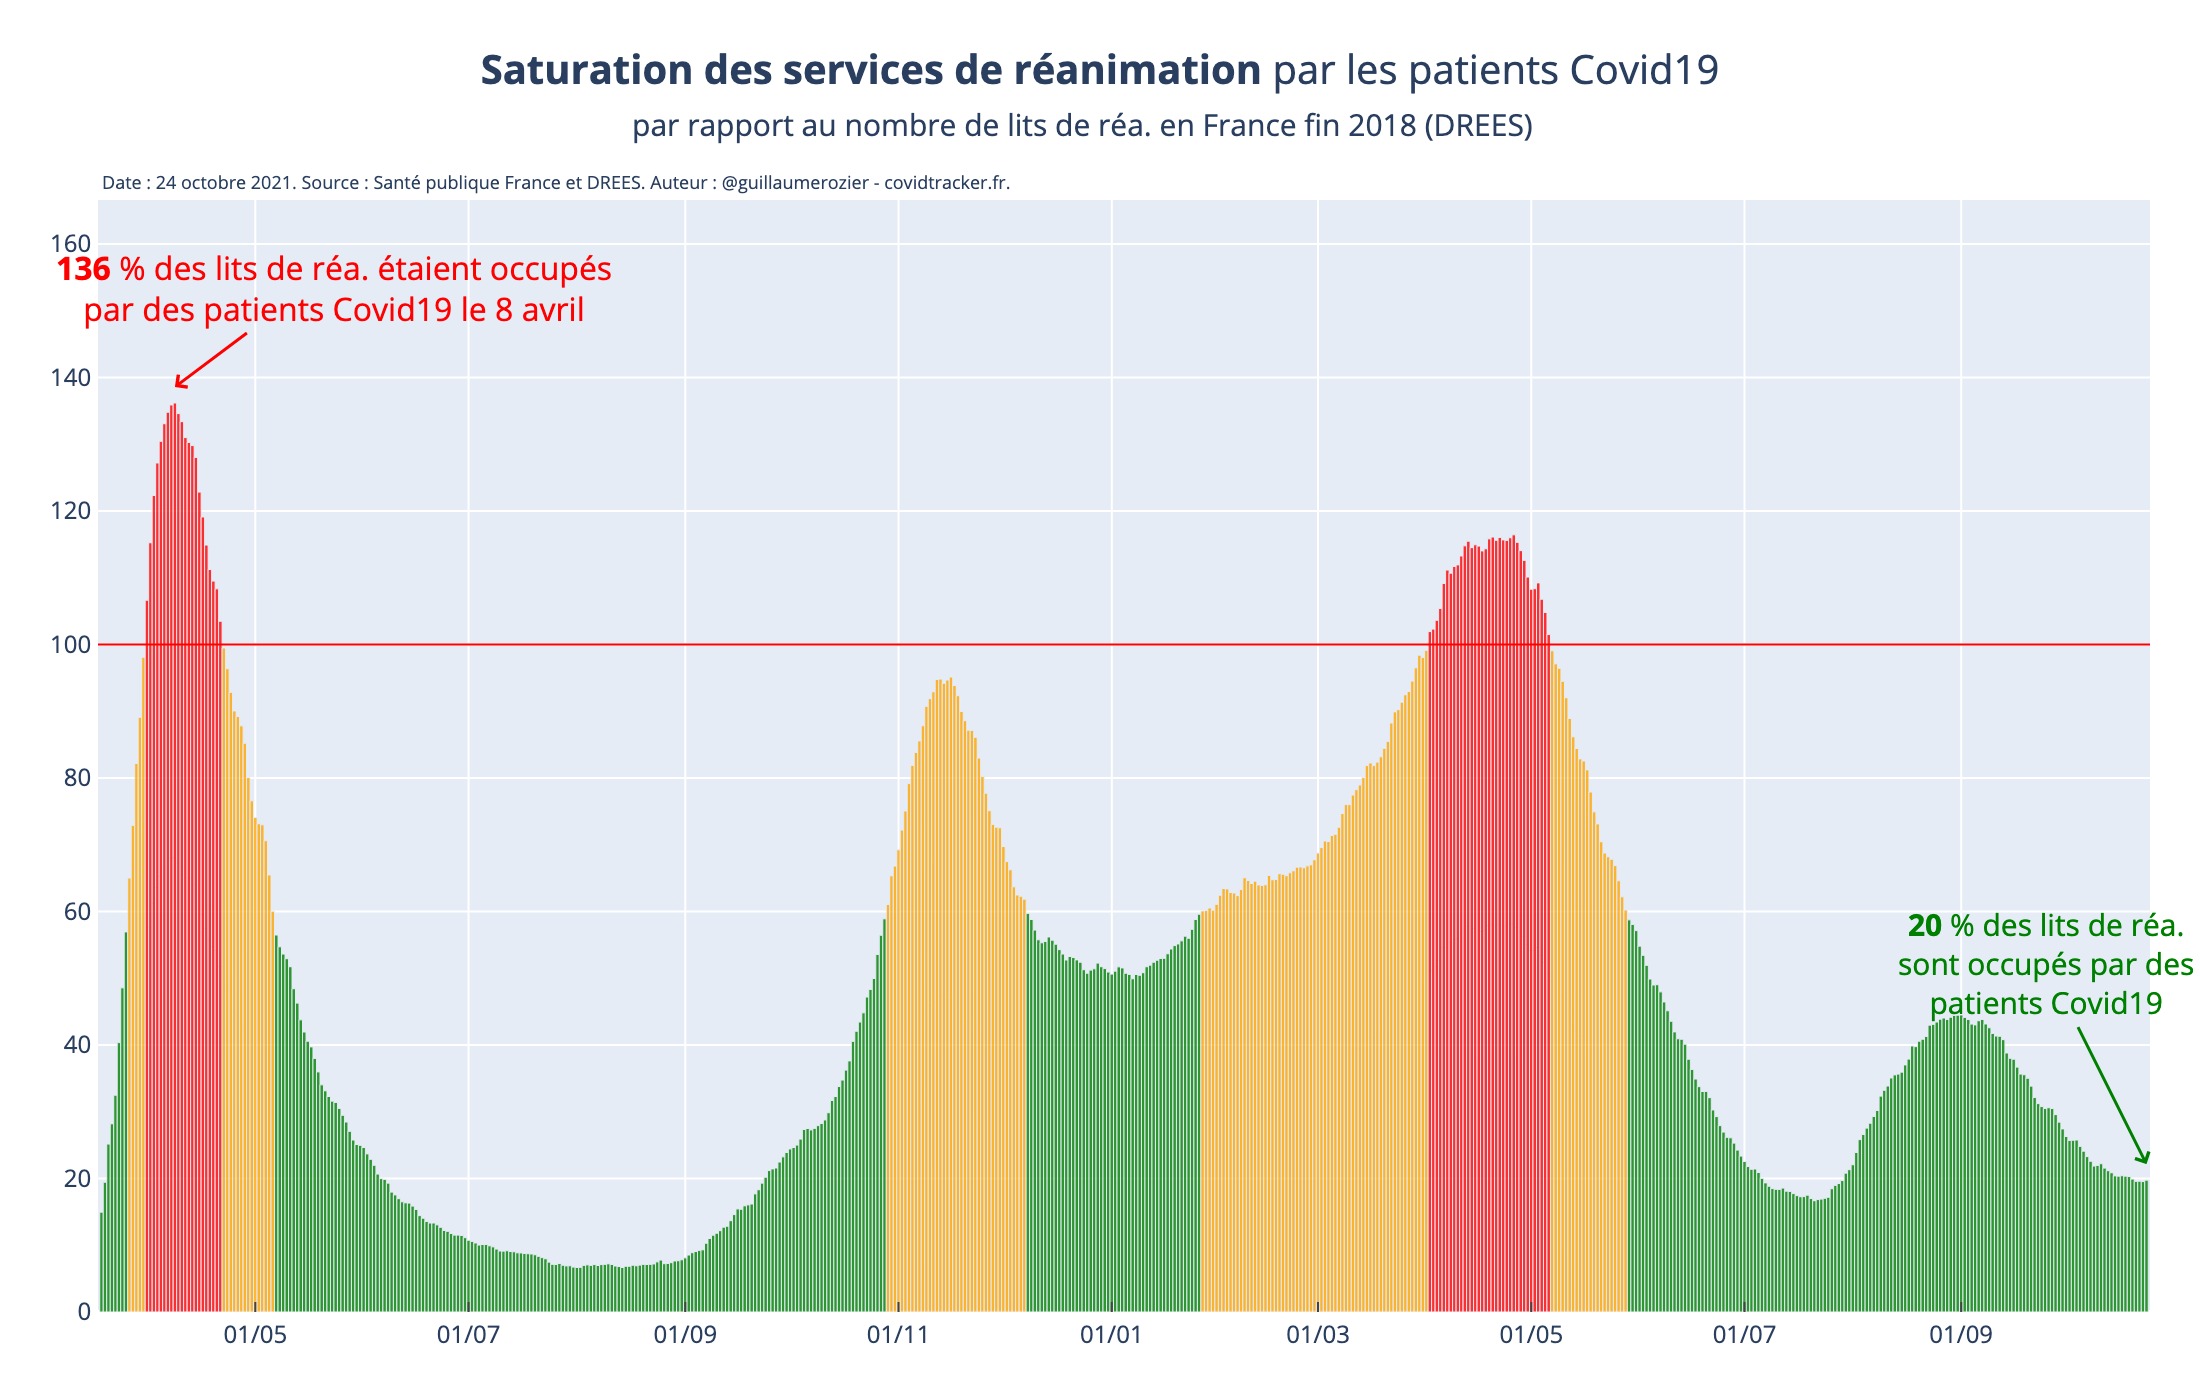 Saturation des services de réanimation par les patients Covid19
par rapport au nombre de lits de réa. en France fin 2018 (DREES)
Date : 24 octobre 2021. Source : Santé publique France et DREES. Auteur : @guillaumerozier - covidtracker.fr.
160
136 % des lits de réa. étaient occupés
par des patients Covid19 le 8 avril
140
120
100
80
60
20 % des lits de réa.
sont occupés par des
patients Covid19
40
20
0
01/05 01/07 01/09 01/11 01/01 01/03 01/05 01/07 01/09